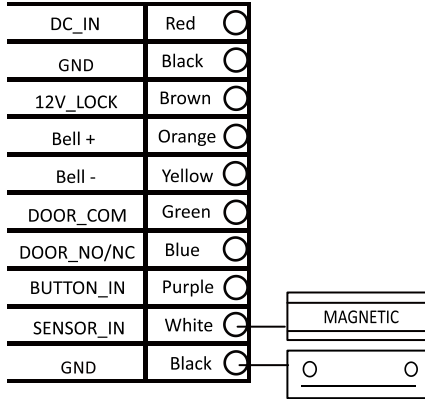 DC_IN Red
GND Black
12V_LOCK Brown
Bell + Orange
Bell - Yellow
DOOR_COM Green
DOOR_NO/NC Blue
BUTTON_IN Purple
SENSOR_IN White MAGNETIC
GND Black